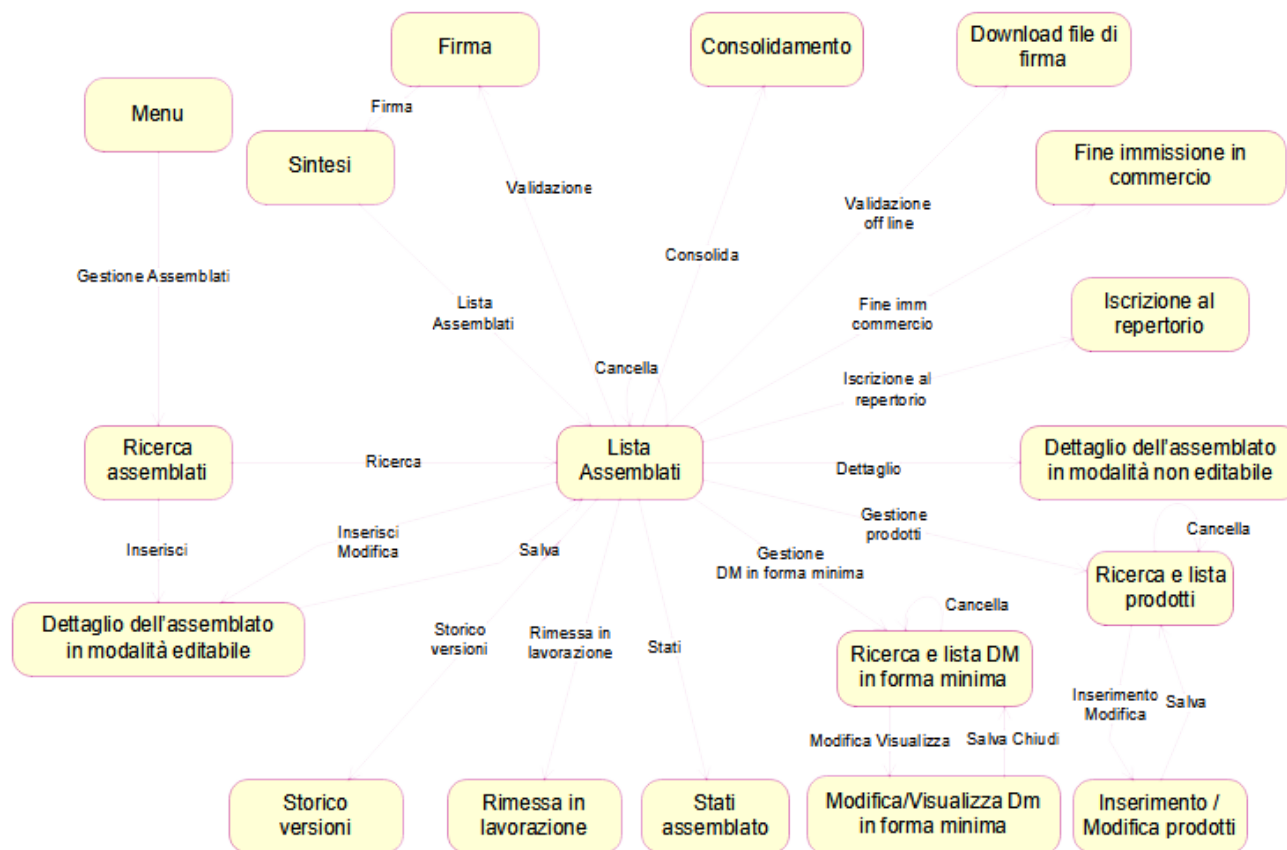 Firma
Consolidamento
Download file di
firma
Menu
Firma
Sintesi
Fine immissione in
commercio
Validazione
Validazione
off line
Gestione Assemblati
Consolida
Lista
Assemblati
Fine imm
commercio
Iscrizione al
repertorio
Cancella
Iscrizione al
repertorio
Ricerca
assemblati
Ricerca
Lista
Assemblati
Dettaglio
Dettaglio dell'assemblato
in modalità non editabile
Inserisci
Inserisci
Modifica
Salva
Gestione
DM in forma minima
Gestione
prodotti
Cancella
Ricerca e lista
prodotti
Dettaglio dell'assemblato
in modalità editabile
Storico
versioni
Rimessa in
lavorazione
Stati
Cancella
Ricerca e lista DM
in forma minima
Inserimento
Modifica
Salva
Modifica Visualizza
Salva Chiudi
Storico
versioni
Rimessa in
lavorazione
Stati
assemblato
Modifica/Visualizza Dm
in forma minima
Inserimento /
Modifica prodotti